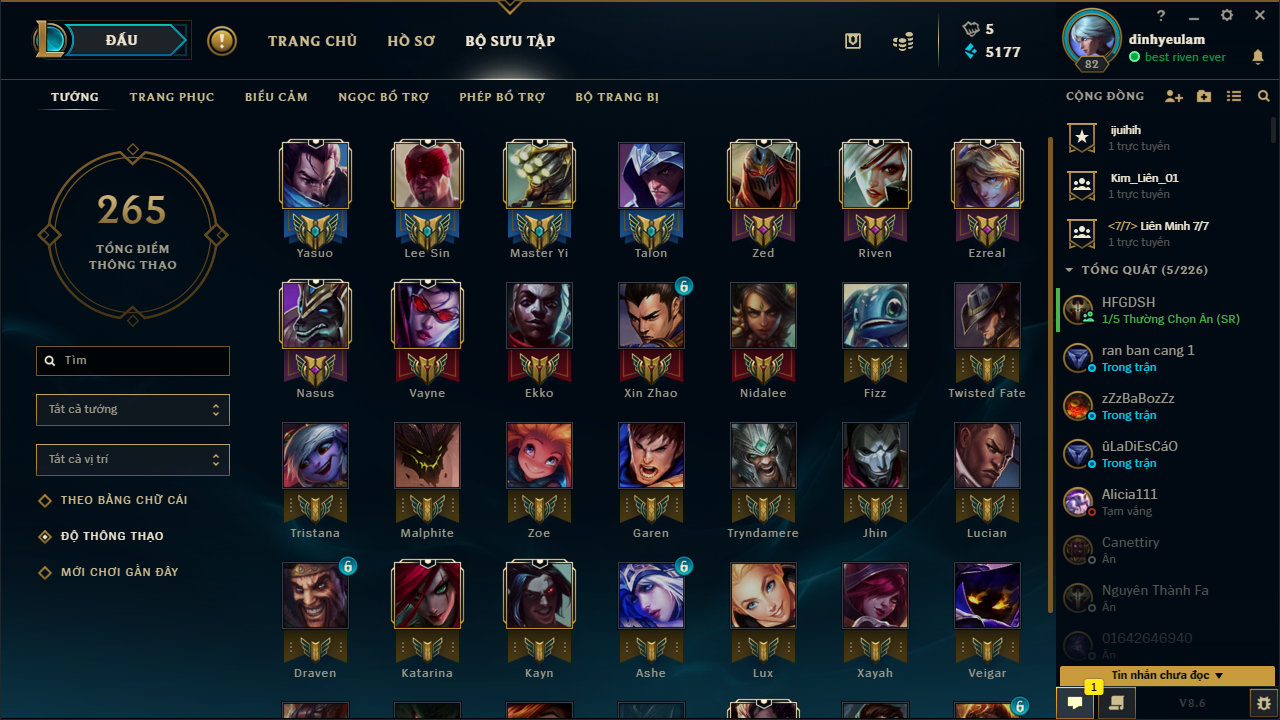 ĐẤU
TRANG CHỦ
HỒ SƠ
BỘ SƯU TẬP
5
5177
82
dinhyeulam
best riven ever
TƯỚNG
TRANG PHỤC
BIỂU CẢM
NGỌC BỔ TRỢ
PHÉP BỔ TRỢ
BỘ TRANG BỊ
265
TỔNG ĐIỂM
THÔNG THẠO
Tìm
Tất cả tướng
Tất cả vị trí
THEO BẢNG CHỮ CÁI
ĐỘ THÔNG THẠO
MỚI CHƠI GẦN ĐÂY
Yasuo
Lee Sin
Master Yi
Talon
Zed
Riven
Ezreal
6
Nasus
Vayne
Ekko
Xin Zhao
Nidalee
Fizz
Twisted Fate
Tristana
Malphite
Zoe
Garen
Tryndamere
Jhin
Lucian
6
6
Draven
Katarina
Kayn
Ashe
Lux
Xayah
Veigar
6
CỘNG ĐỒNG
ijuihih
1 trực tuyến
Kim_Liên_01
1 trực tuyến
<7/7> Liên Minh 7/7
1 trực tuyến
TỔNG QUÁT (5/226)
HFGDSH
1/5 Thường Chọn Ẩn (SR)
ran ban cang 1
Trong trận
zZzBaBozZz
Trong trận
ûLaDiEsCáO
Trong trận
Alicia111
Tạm vắng
Canettiry
Ẩn
Nguyên Thành Fa
Ẩn
01642646940
Ẩn
Tin nhắn chưa đọc
1
V8.6